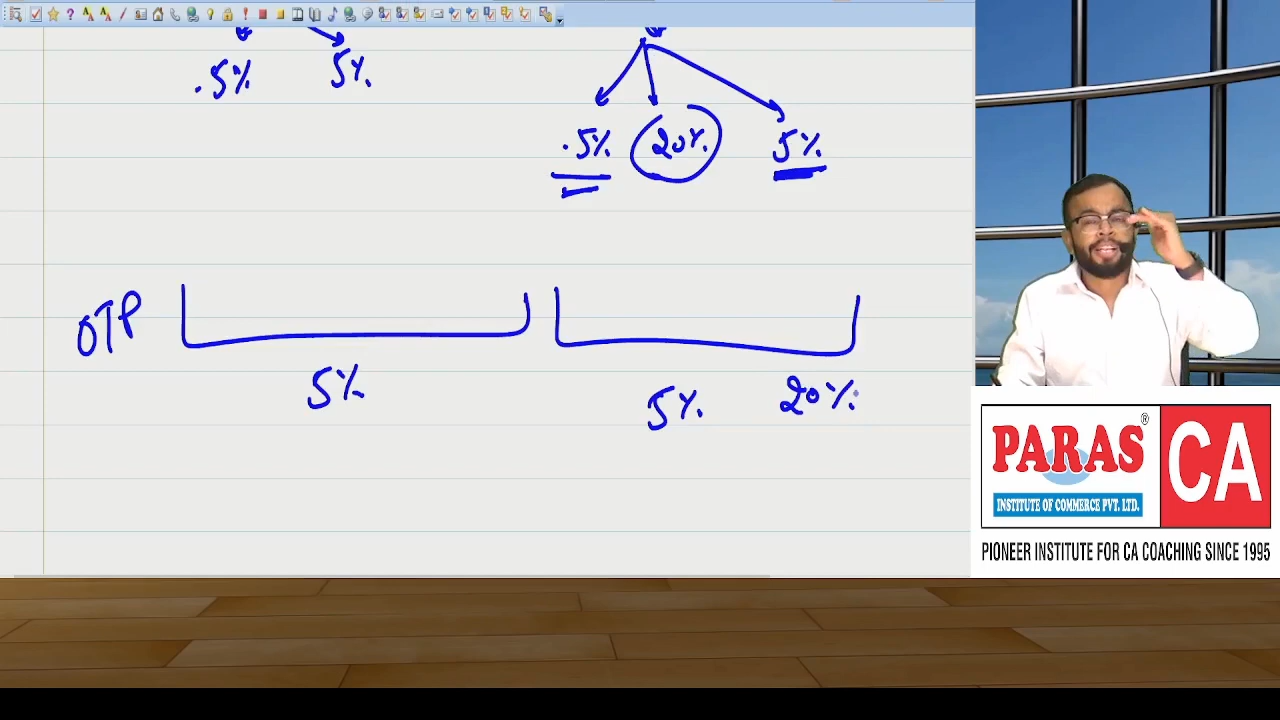 .5% 5%
.5% 20% 5%
OTP
5% 5% 20%
PARAS® CA
INSTITUTE OF COMMERCE PVT. LTD.
PIONEER INSTITUTE FOR CA COACHING SINCE 1995